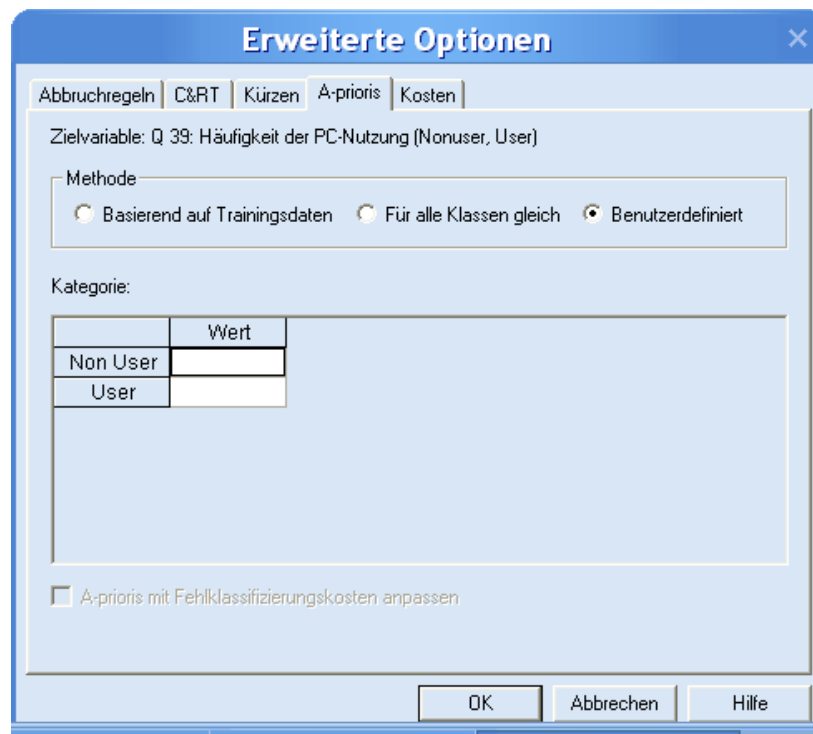 Erweiterte Optionen
Abbruchregeln C&RT Kürzen A-prioris Kosten
Zielvariable: Q 39: Häufigkeit der PC-Nutzung (Nonuser, User)
Methode
Basierend auf Trainingsdaten Für alle Klassen gleich Benutzerdefiniert
Kategorie:
Wert
Non User
User
A-prioris mit Fehlklassifizierungskosten anpassen
OK Abbrechen Hilfe